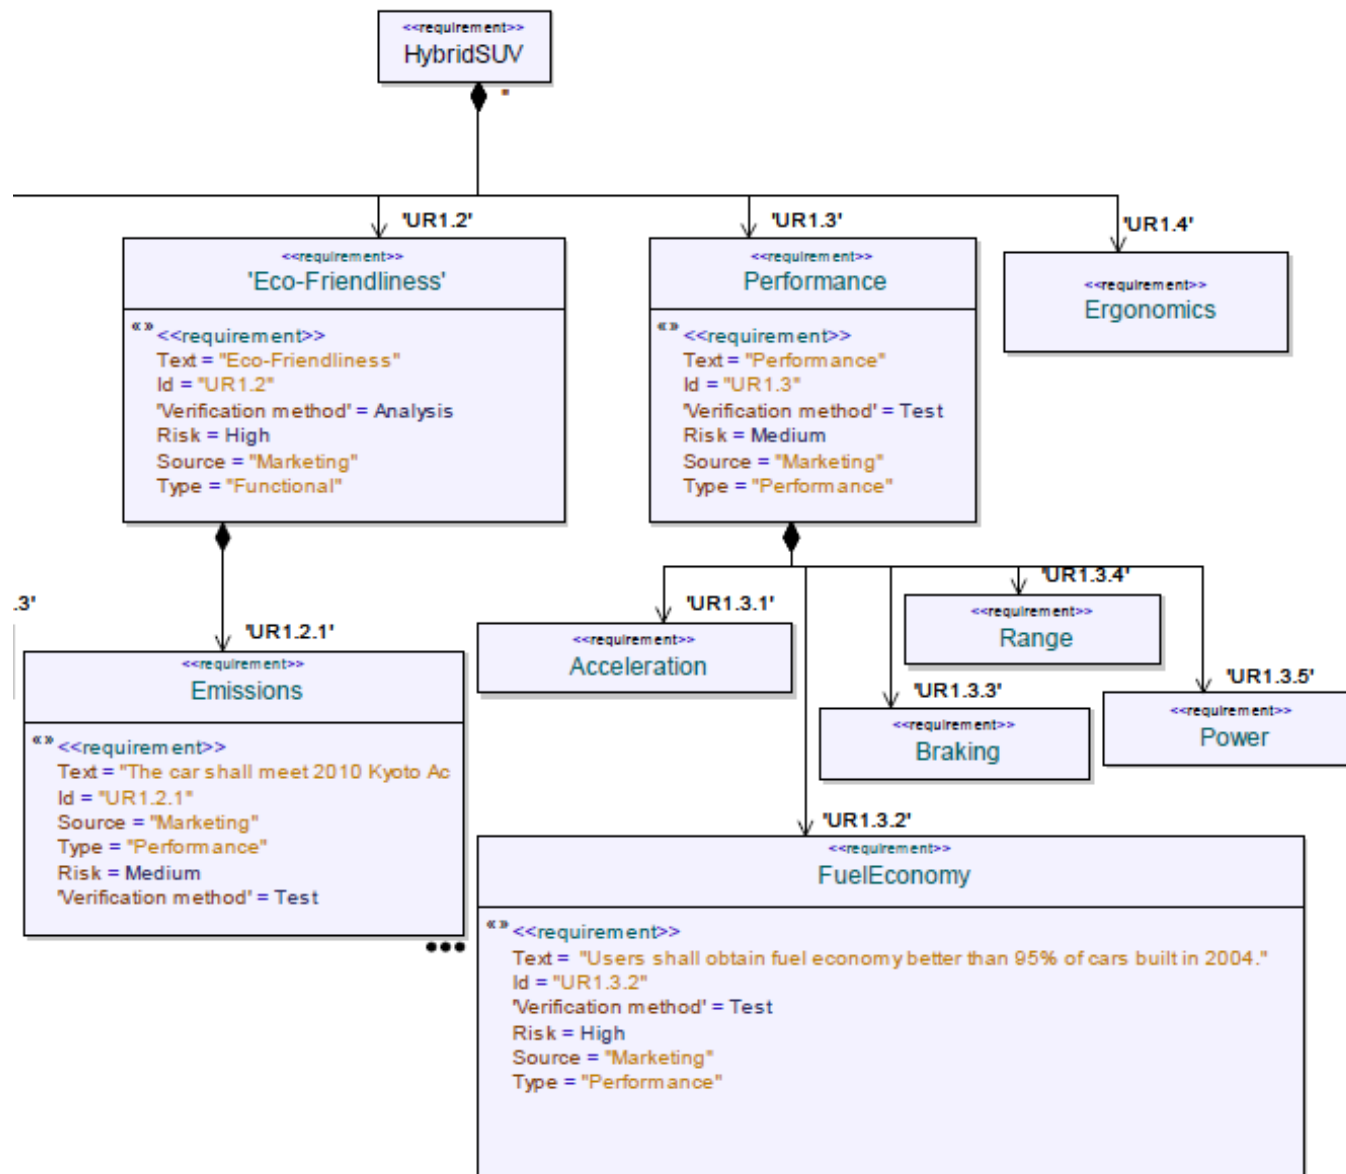 <<requirement>>
HybridSUV
'UR1.2'
<<requirement>>
'Eco-Friendliness'
«» <<requirement>>
Text = "Eco-Friendliness"
Id = "UR1.2"
'Verification method' = Analysis
Risk = High
Source = "Marketing"
Type = "Functional"
'UR1.3'
<<requirement>>
Performance
«» <<requirement>>
Text = "Performance"
Id = "UR1.3"
'Verification method' = Test
Risk = Medium
Source = "Marketing"
Type = "Performance"
'UR1.4'
<<requirement>>
Ergonomics
.3'
'UR1.2.1'
<<requirement>>
Emissions
«» <<requirement>>
Text = "The car shall meet 2010 Kyoto Ac
Id = "UR1.2.1"
Source = "Marketing"
Type = "Performance"
Risk = Medium
'Verification method' = Test
'UR1.3.1'
<<requirement>>
Acceleration
'UR1.3.4'
<<requirement>>
Range
'UR1.3.3'
<<requirement>>
Braking
'UR1.3.5'
<<requirement>>
Power
'UR1.3.2'
<<requirement>>
FuelEconomy
«» <<requirement>>
Text = "Users shall obtain fuel economy better than 95% of cars built in 2004."
Id = "UR1.3.2"
'Verification method' = Test
Risk = High
Source = "Marketing"
Type = "Performance"